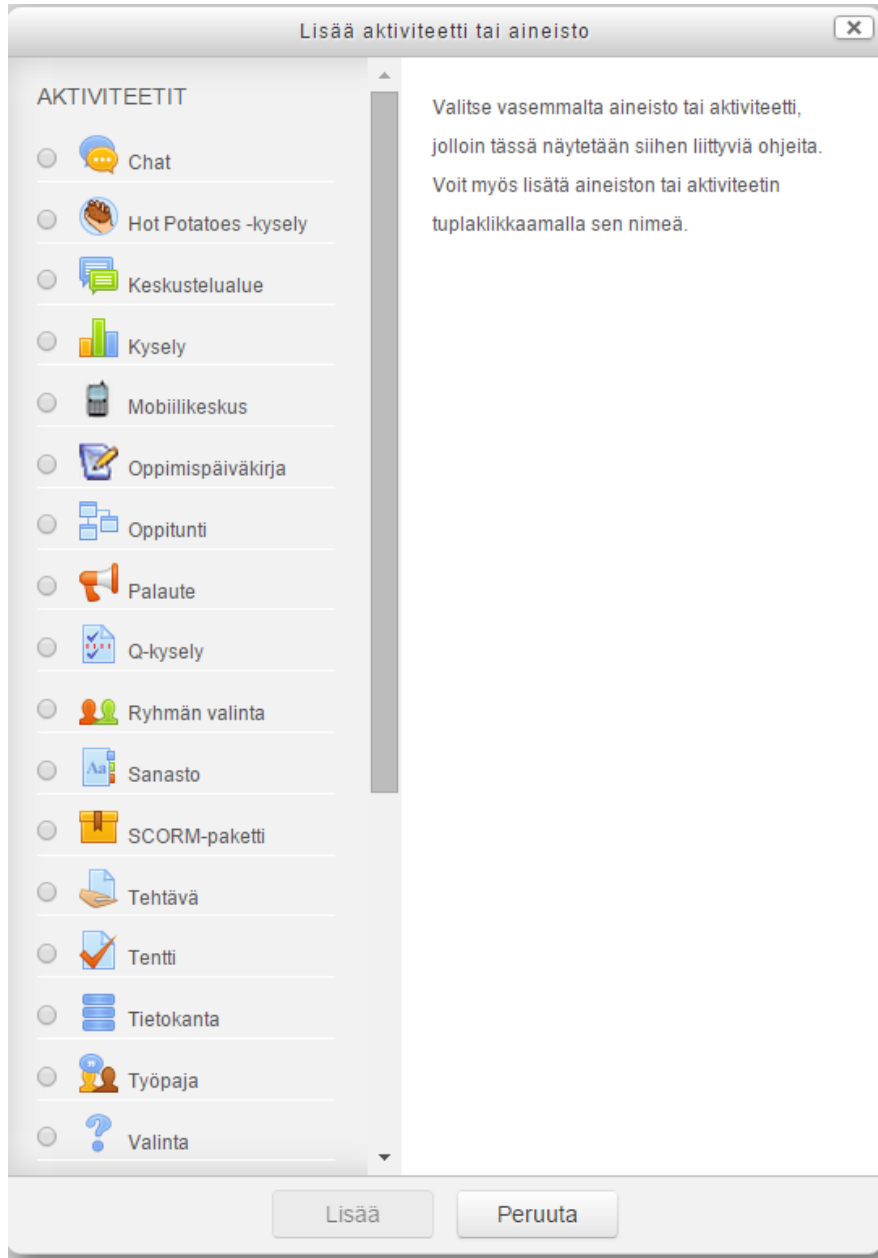 Lisää aktiviteetti tai aineisto
AKTIVITEETIT
Chat
Hot Potatoes -kysely
Keskustelualue
Kysely
Mobiilikeskus
Oppimispäiväkirja
Oppitunti
Palaute
Q-kysely
Ryhmän valinta
Sanasto
SCORM-paketti
Tehtävä
Tentti
Tietokanta
Työpaja
Valinta
Valitse vasemmalta aineisto tai aktiviteetti,
jolloin tässä näytetään siihen liittyviä ohjeita.
Voit myös lisätä aineiston tai aktiviteetin
tuplaklikkaamalla sen nimeä.
Lisää
Peruuta